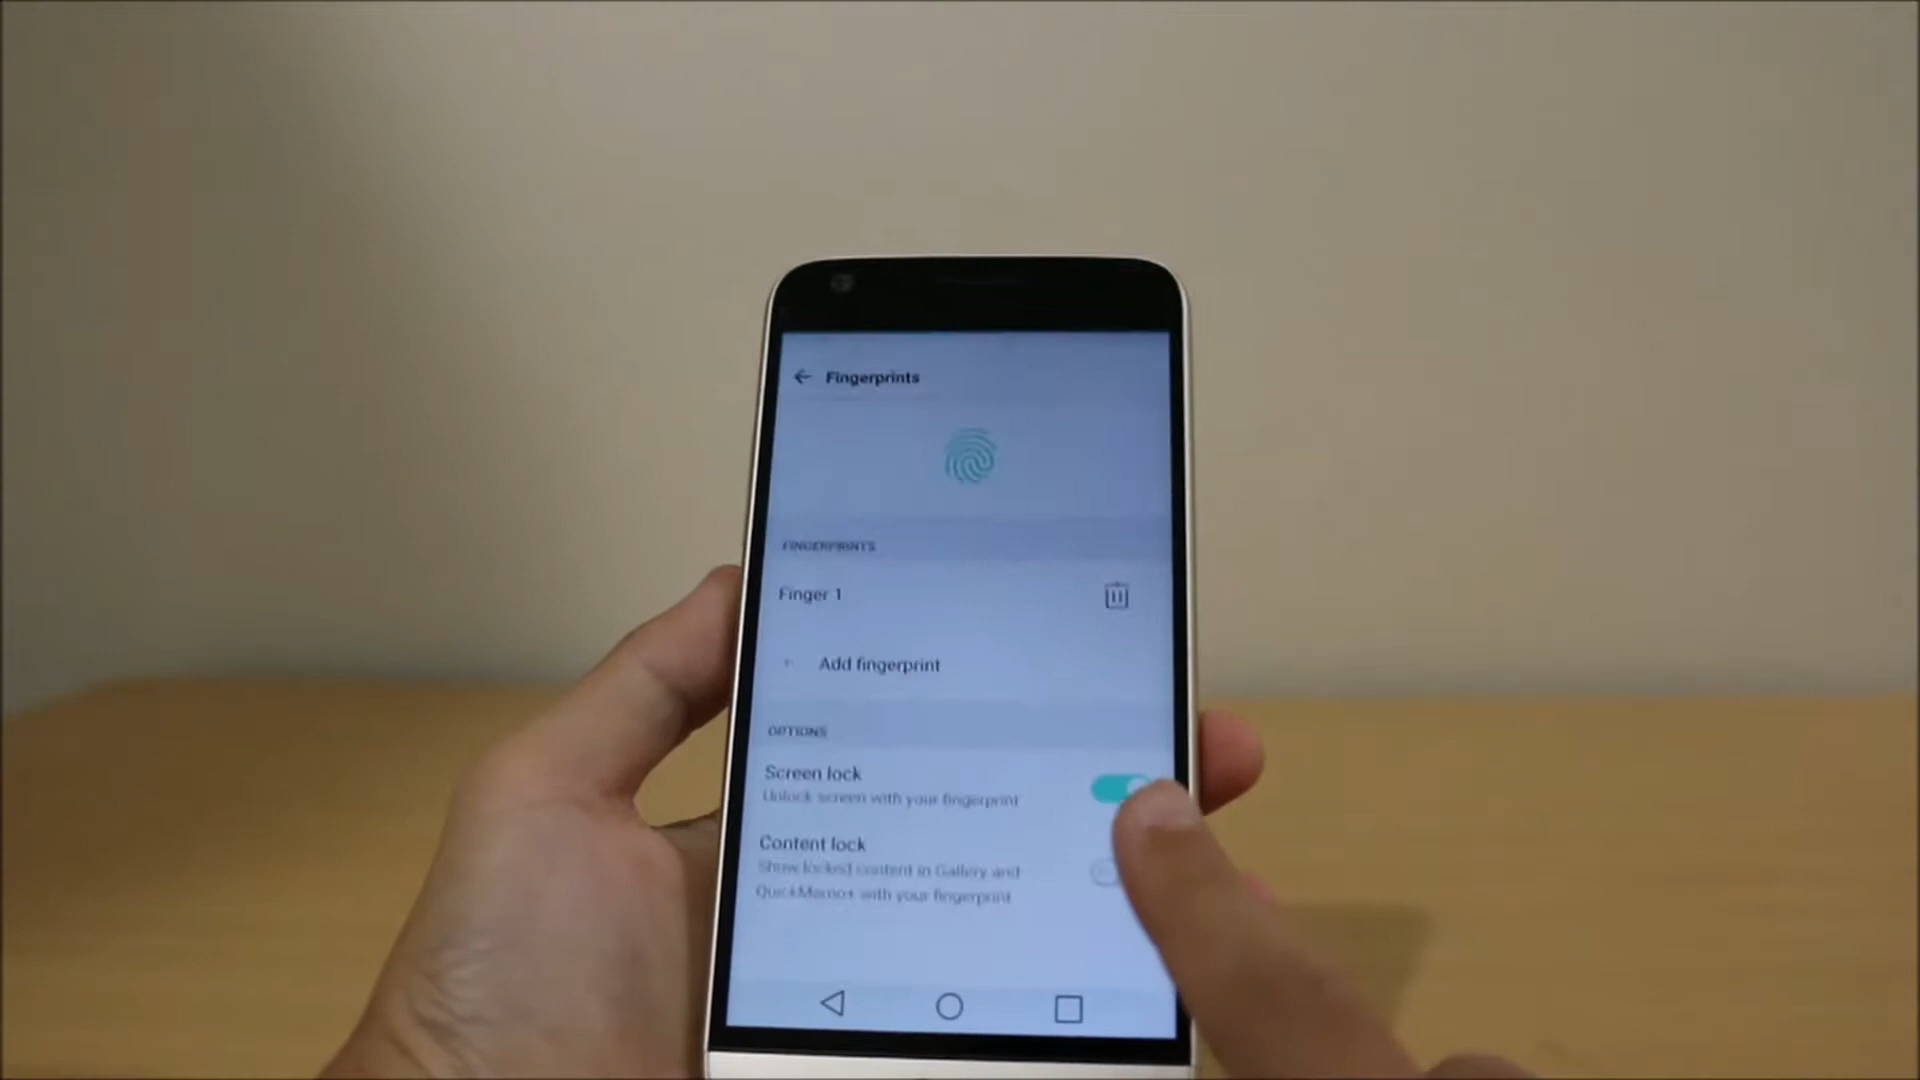 Fingerprints
FINGERPRINTS
Finger 1
Add fingerprint
OPTIONS
Screen lock
Unlock screen with your fingerprint
Content lock
Show locked content in Gallery and
QuickMemo+ with your fingerprint